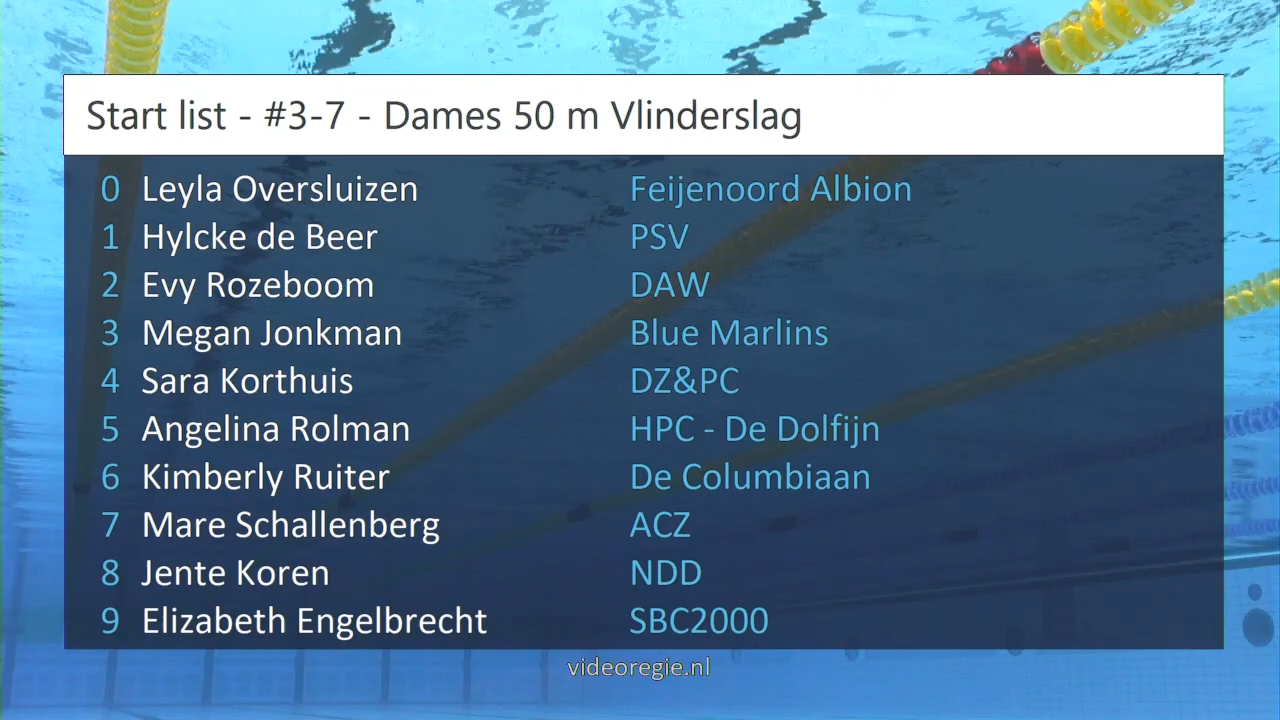 Start list - #3-7 - Dames 50 m Vlinderslag
0 Leyla Oversluizen Feijenoord Albion
1 Hylcke de Beer PSV
2 Evy Rozeboom DAW
3 Megan Jonkman Blue Marlins
4 Sara Korthuis DZ&PC
5 Angelina Rolman HPC - De Dolfijn
6 Kimberly Ruiter De Columbiaan
7 Mare Schallenberg ACZ
8 Jente Koren NDD
9 Elizabeth Engelbrecht SBC2000
videoregie.nl